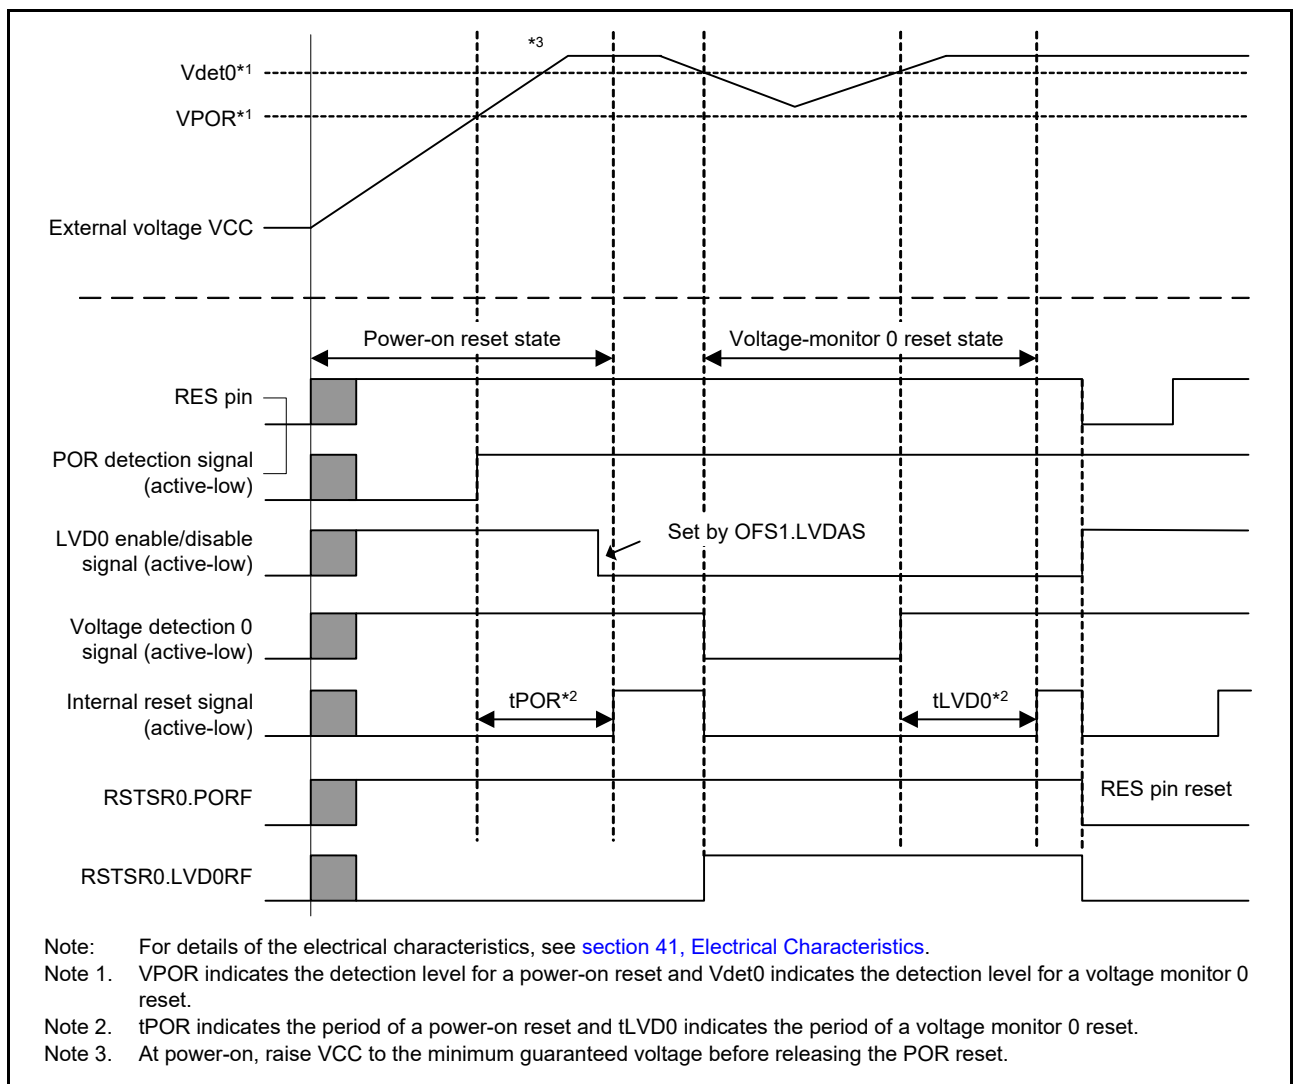 *3
Vdet0*1
VPOR*1
External voltage VCC
Power-on reset state
Voltage-monitor 0 reset state
RES pin
POR detection signal
(active-low)
LVD0 enable/disable
signal (active-low)
Set by OFS1.LVDAS
Voltage detection 0
signal (active-low)
Internal reset signal
(active-low)
tPOR*2
tLVD0*2
RSTSR0.PORF
RES pin reset
RSTSR0.LVD0RF
Note: For details of the electrical characteristics, see section 41, Electrical Characteristics.
Note 1. VPOR indicates the detection level for a power-on reset and Vdet0 indicates the detection level for a voltage monitor 0
reset.
Note 2. tPOR indicates the period of a power-on reset and tLVD0 indicates the period of a voltage monitor 0 reset.
Note 3. At power-on, raise VCC to the minimum guaranteed voltage before releasing the POR reset.